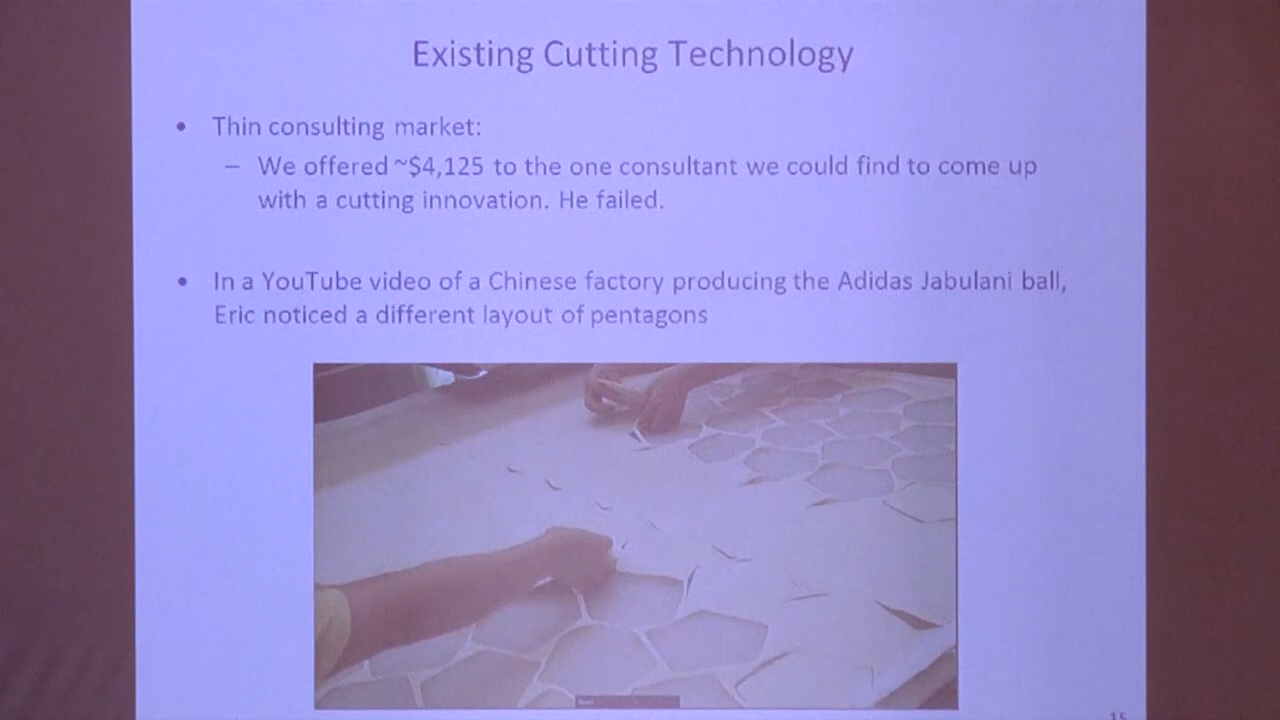 Existing Cutting Technology
• Thin consulting market:
– We offered ~$4,125 to the one consultant we could find to come up
with a cutting innovation. He failed.
• In a YouTube video of a Chinese factory producing the Adidas Jabulani ball,
Eric noticed a different layout of pentagons